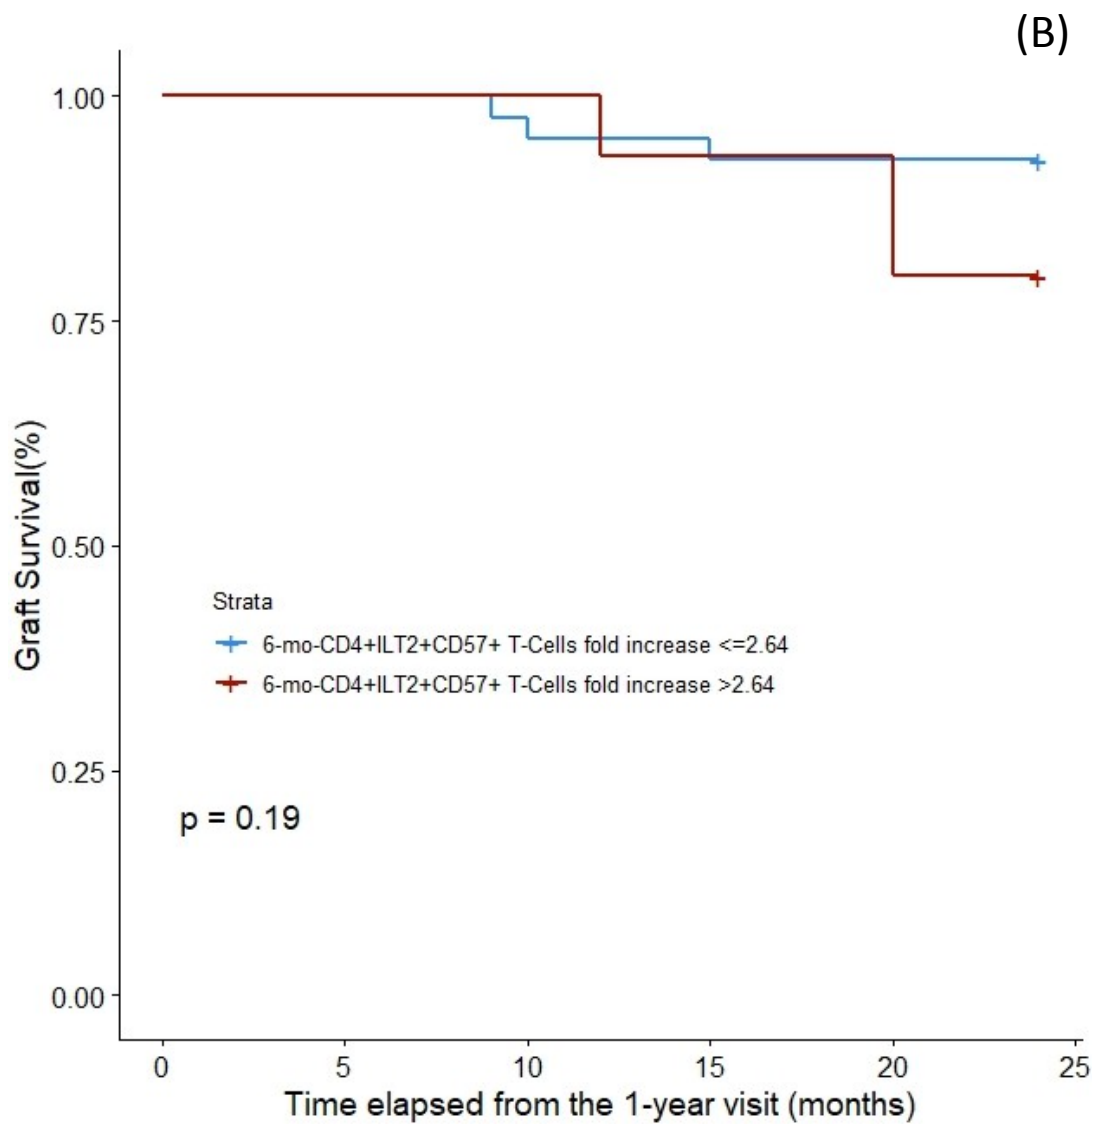 (B)
Graft Survival(%)
1.00
0.75
0.50
0.25
0.00
Strata
6-mo-CD4+ILT2+CD57+ T-Cells fold increase <=2.64
6-mo-CD4+ILT2+CD57+ T-Cells fold increase >2.64
p = 0.19
0 5 10 15 20 25
Time elapsed from the 1-year visit (months)